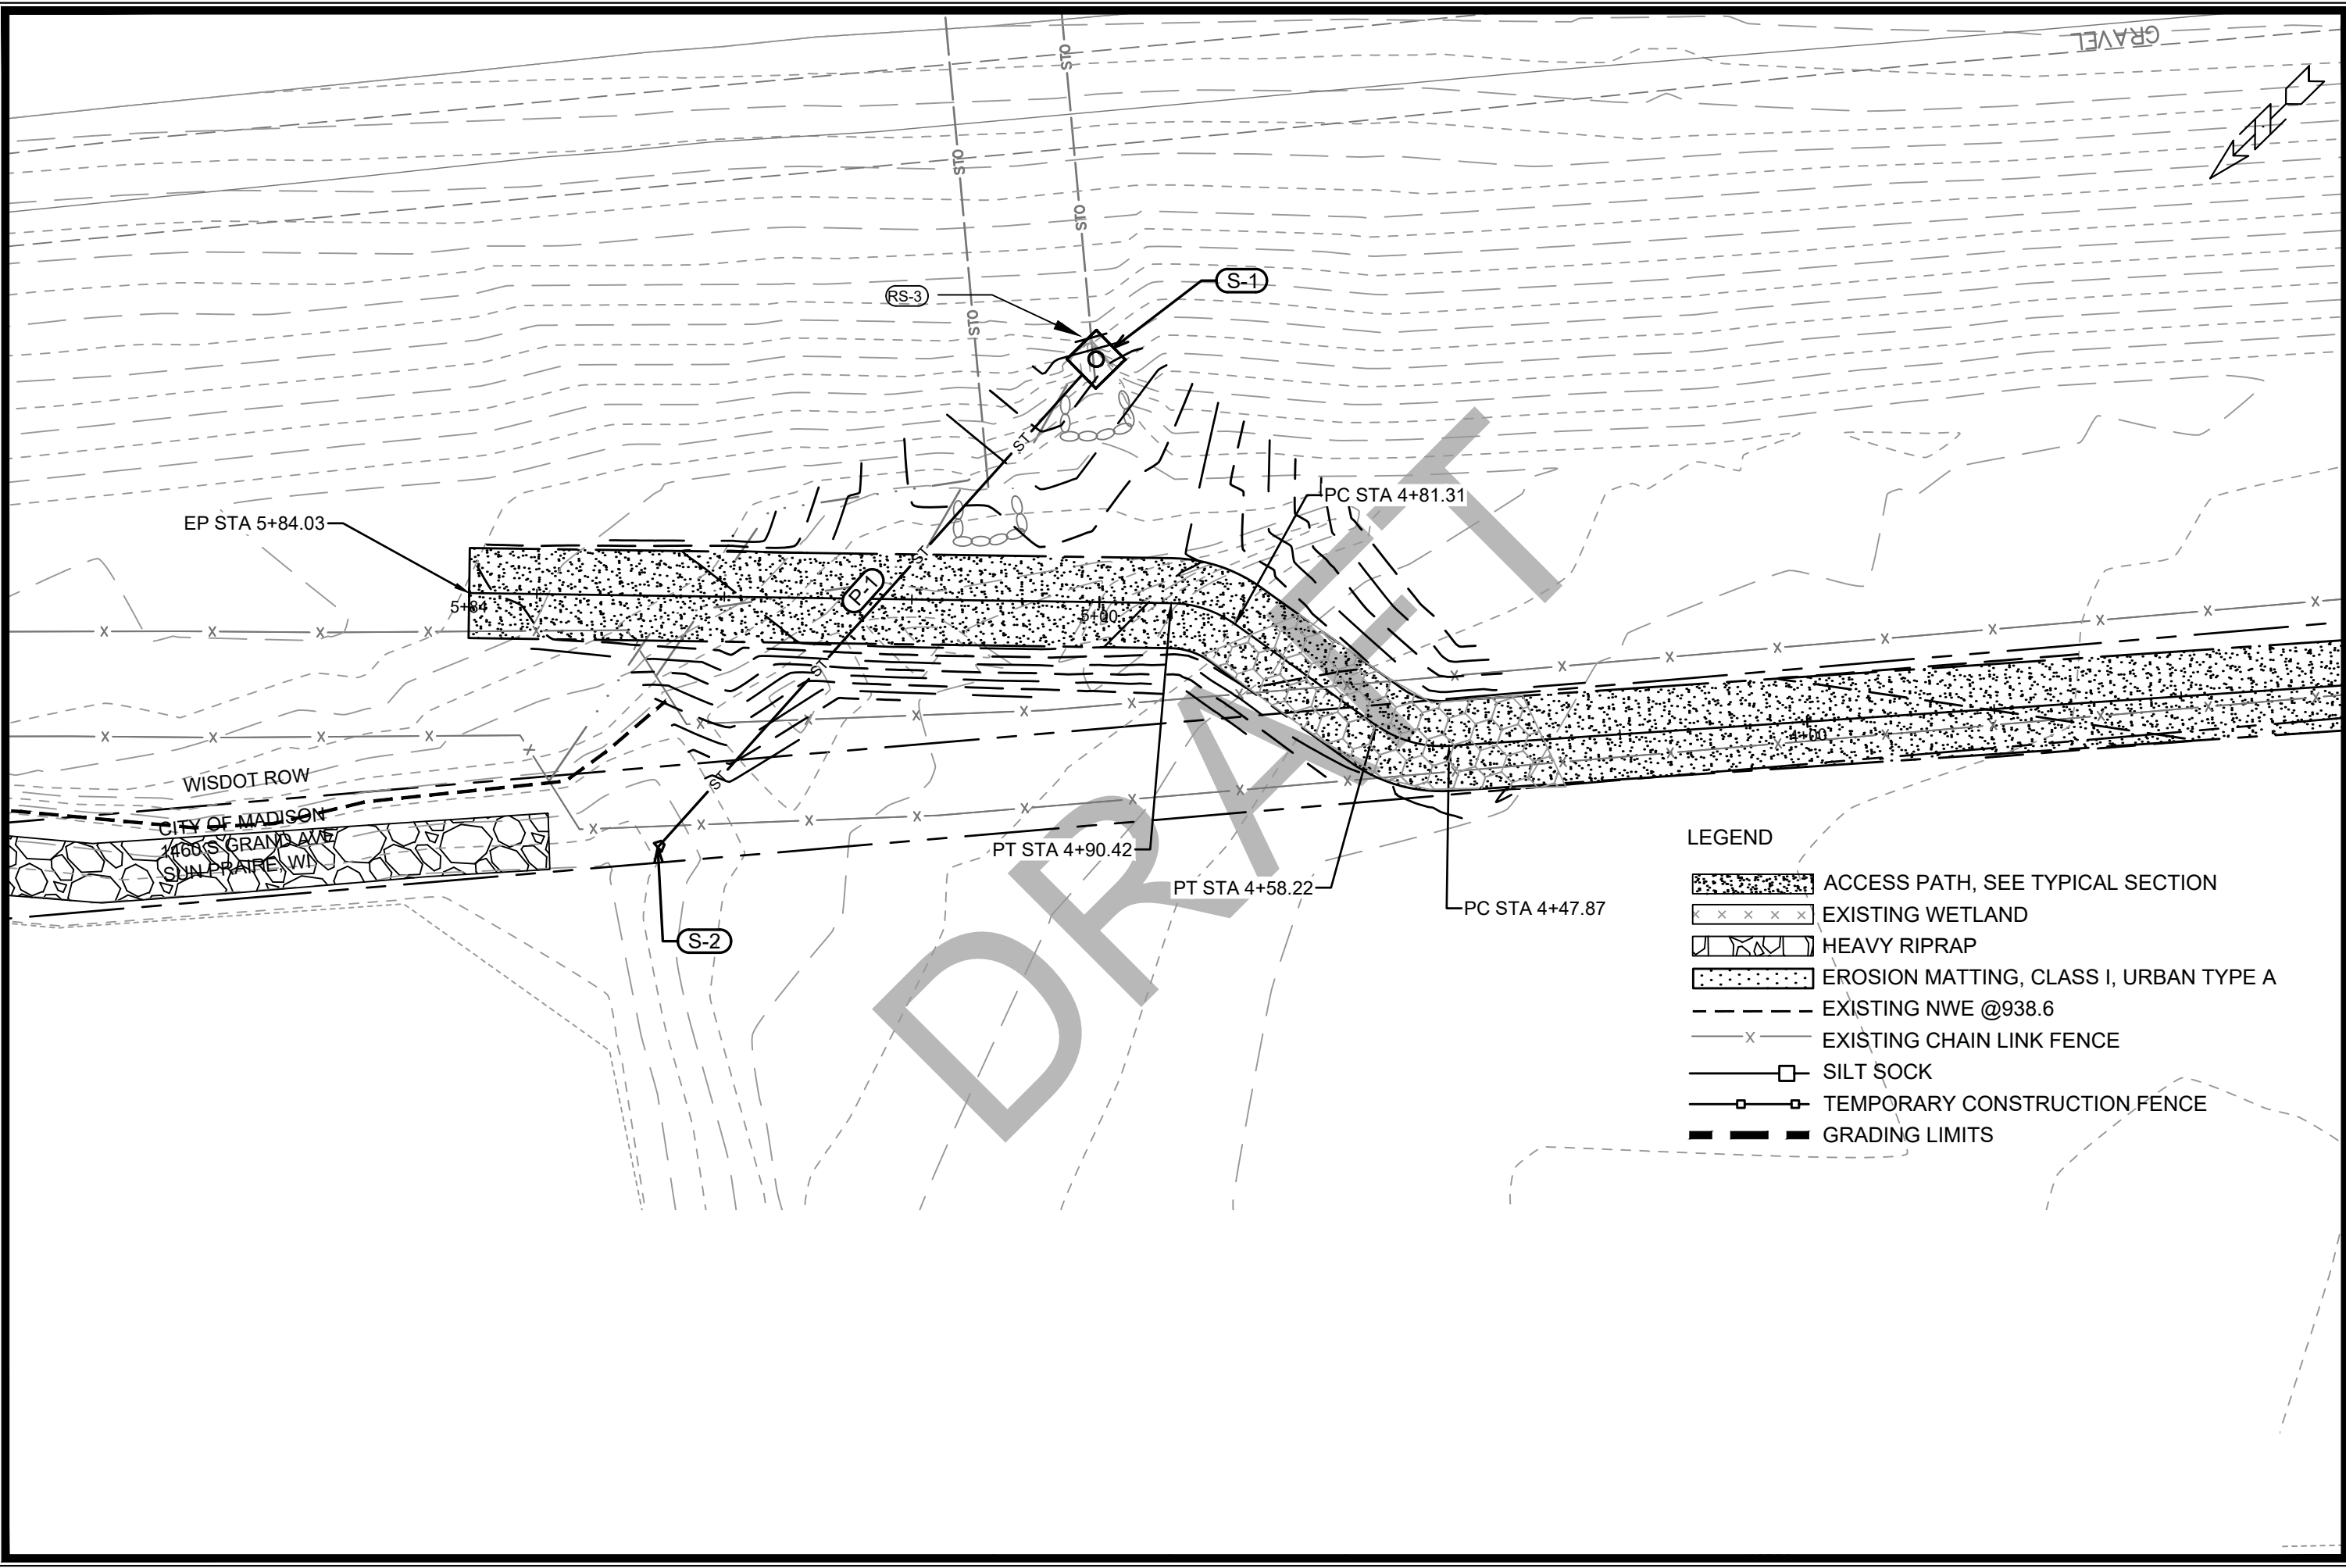 GRAVEL
STO
STO
STO
STO
S-1
RS-3
ST
PC STA 4+81.31
EP STA 5+84.03
ST
P-1
5+84
5+00
ST
4+00
ST
WISDOT ROW
CITY OF MADISON
1460 S GRAND AVE
SUN PRAIRE, WI
PT STA 4+90.42
PT STA 4+58.22
PC STA 4+47.87
S-2
DRAFT
LEGEND
ACCESS PATH, SEE TYPICAL SECTION
EXISTING WETLAND
HEAVY RIPRAP
EROSION MATTING, CLASS I, URBAN TYPE A
EXISTING NWE @938.6
EXISTING CHAIN LINK FENCE
SILT SOCK
TEMPORARY CONSTRUCTION FENCE
GRADING LIMITS